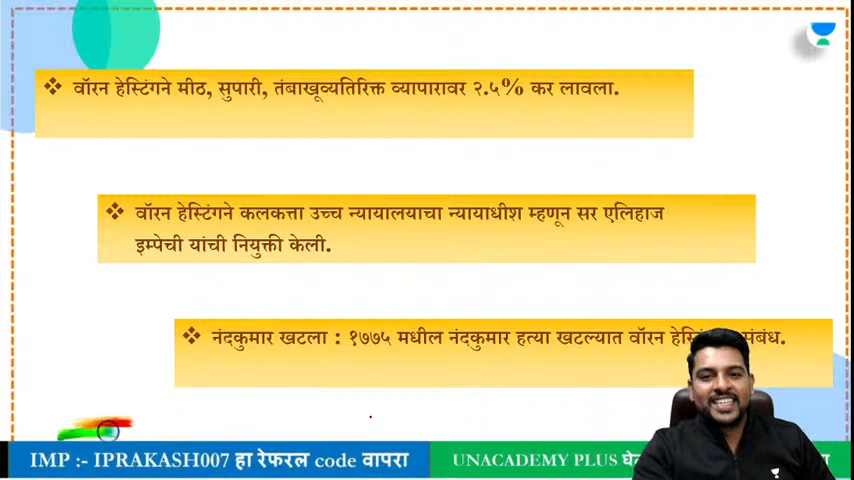 ❖ वॉरन हेस्टिंगने मीठ, सुपारी, तंबाखूव्यतिरिक्त व्यापारावर २.५% कर लावला.
❖ वॉरन हेस्टिंगने कलकत्ता उच्च न्यायालयाचा न्यायाधीश म्हणून सर एलिहाज
इम्पेची यांची नियुक्ती केली.
❖ नंदकुमार खटला : १७७५ मधील नंदकुमार हत्या खटल्यात वॉरन संबंध.
IMP :- IPRAKASH007 हा रेफरल code वापरा
UNACADEMY PLUS